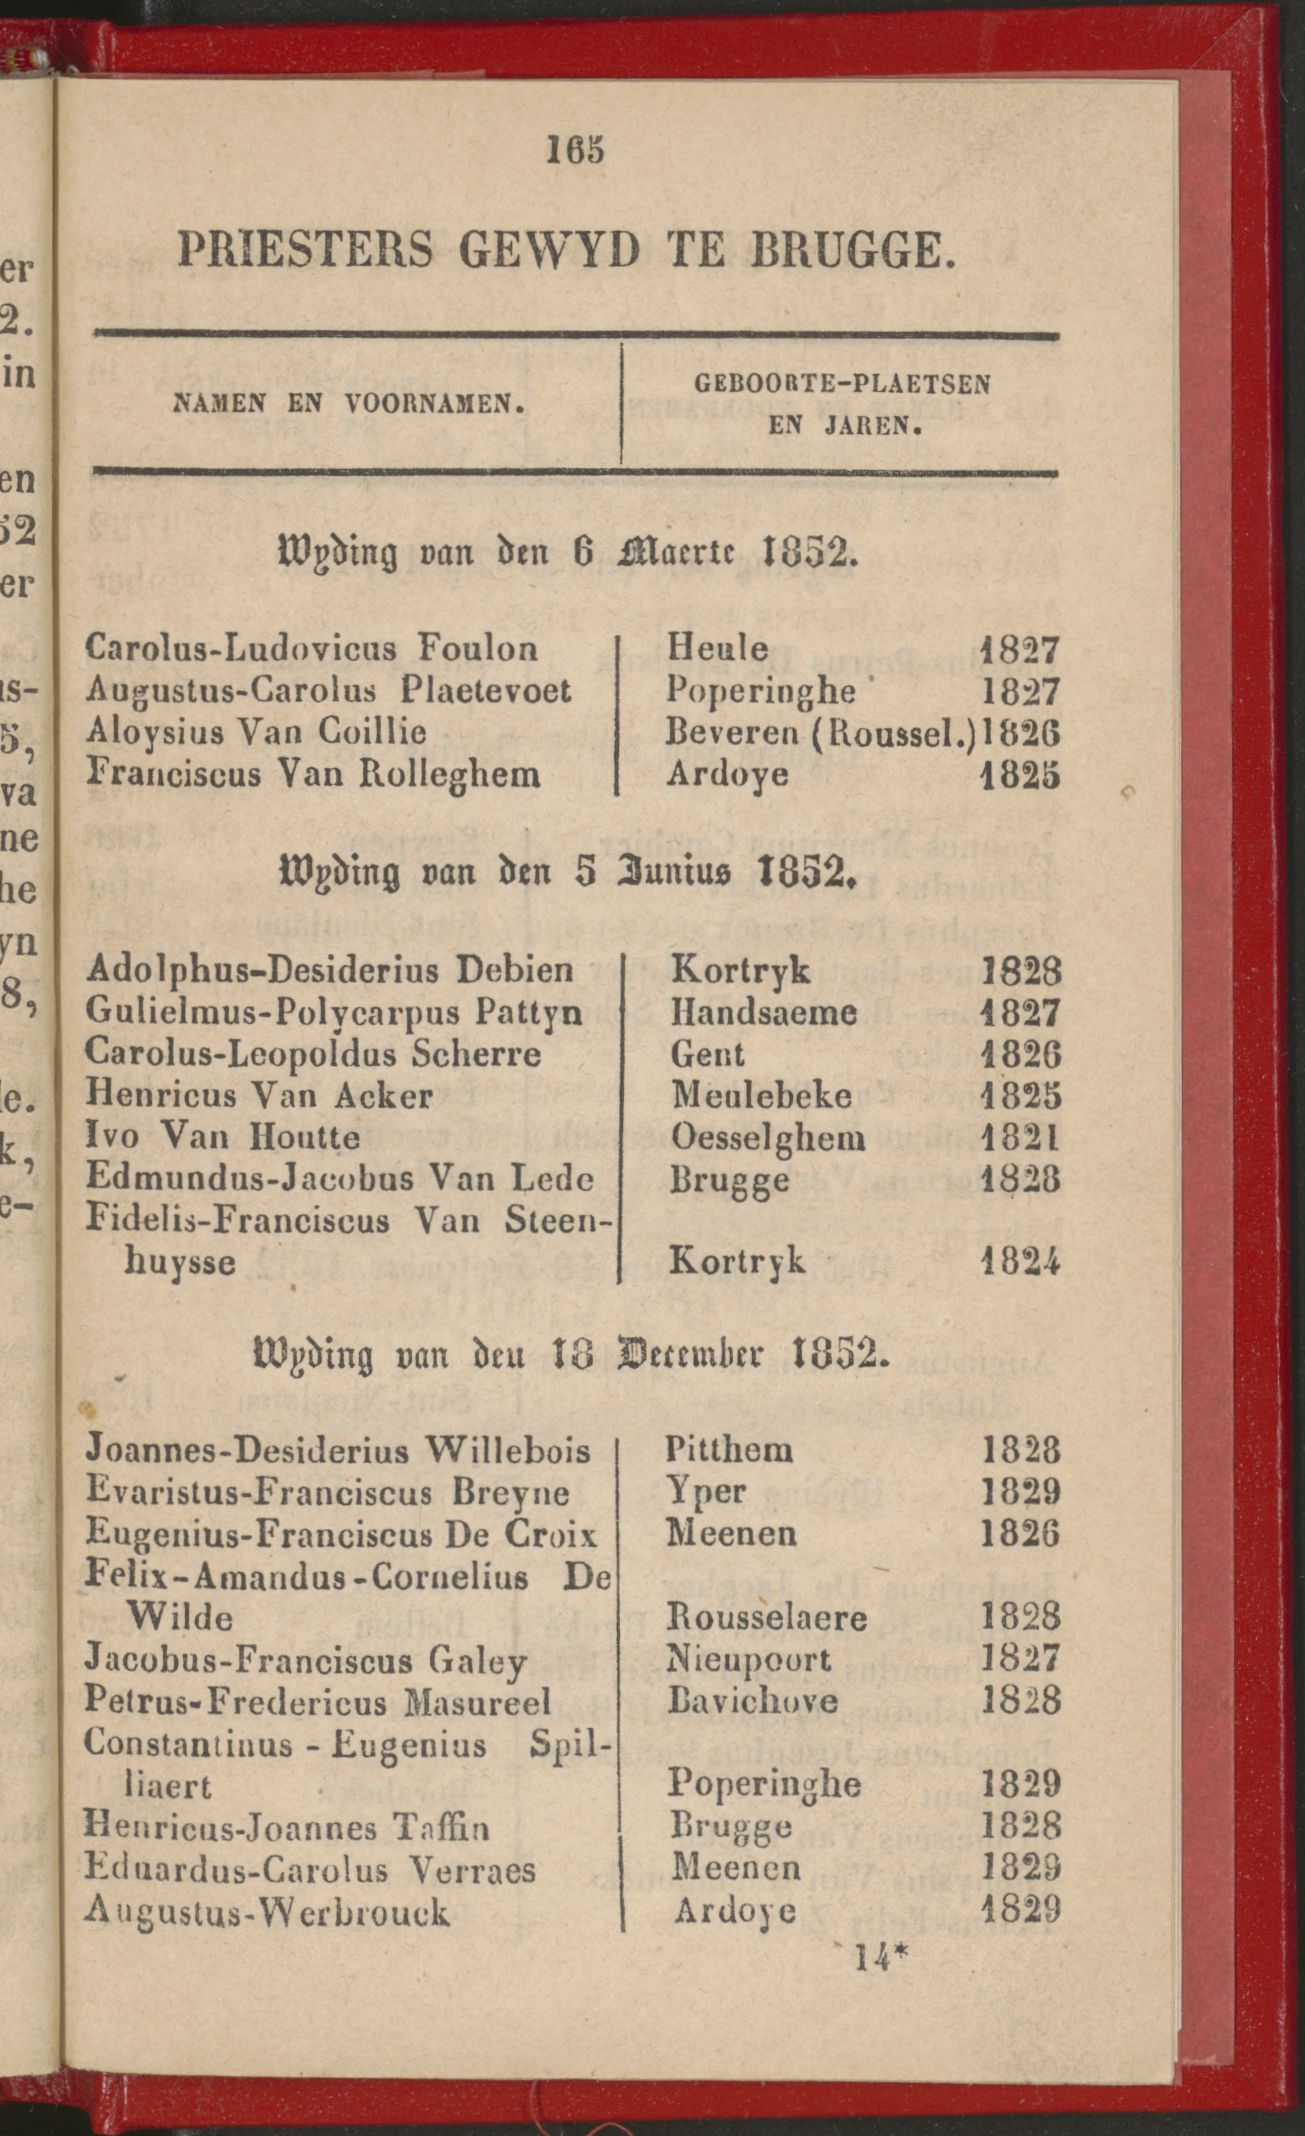 165
PRIESTERS GEWYD TE BRUGGE.
NAMEN EN VOORNAMEN.
GEBOORTE-PLAETSEN
EN JAREN.
Wyding van den 6 Maerte 1852.
Carolus-Ludovicus Foulon Heule 1827
Augustus-Carolus Plaetevoet Poperinghe 1827
Aloysius Van Coillie Beveren (Roussel.) 1826
Franciscus Van Rolleghem Ardoye 1825
Wyding van den 5 Junius 1852.
Adolphus-Desiderius Debien Kortryk 1828
Gulielmus-Polycarpus Pattyn Handsaeme 1827
Carolus-Leopoldus Scherre Gent 1826
Henricus Van Acker Meulebeke 1825
Ivo Van Houtte Oesselghem 1821
Edmundus-Jacobus Van Lede Brugge 1828
Fidelis-Franciscus Van Steen-
huysse Kortryk 1824
Wyding van den 18 December 1852.
Joannes-Desiderius Willebois Pitthem 1828
Evaristus-Franciscus Breyne Yper 1829
Eugenius-Franciscus De Croix Meenen 1826
Felix-Amandus-Cornelius De
Wilde Rousselaere 1828
Jacobus-Franciscus Galey Nieupoort 1827
Petrus-Fredericus Masureel Bavichove 1828
Constantinus - Eugenius Spil-
liaert Poperinghe 1829
Henricus-Joannes Taffin Brugge 1828
Eduardus-Carolus Verraes Meenen 1829
Augustus-Werbrouck Ardoye 1829
14*